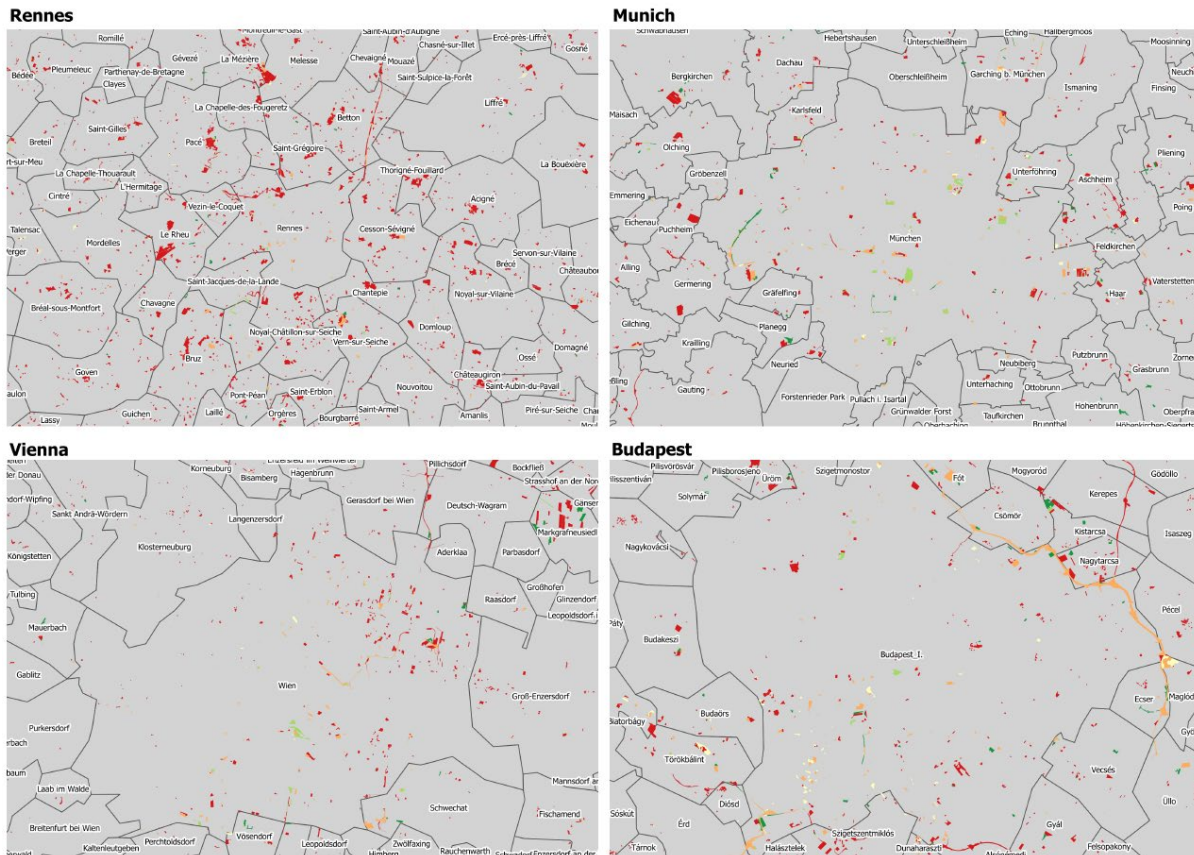 Rennes
Romillé
Gévezé
La Mézière
Melesse
Saint-Aubin-d'Aubigné
Chevaigné
Mouazé
Chasné-sur-Illet
Ercé-près-Liffré
Gosné
Bédée
Pleumeleuc
Parthenay-de-Bretagne
Clayes
Saint-Sulpice-la-Forêt
La Chapelle-des-Fougeretz
Liffré
Betton
Saint-Gilles
Breteil
Pacé
Saint-Grégoire
La Bouëxière
Thorigné-Fouillard
La Chapelle-Thouarault
L'Hermitage
Cintré
Vezin-le-Coquet
Acigné
Talensac
Mordelles
Le Rheu
Rennes
Cesson-Sévigné
Servon-sur-Vilaine
Brécé
Saint-Jacques-de-la-Lande
Chantepie
Noyal-sur-Vilaine
Bréal-sous-Montfort
Chavagne
Noyal-Châtillon-sur-Seiche
Vern-sur-Seiche
Domloup
Domagné
Bruz
Goven
Ossé
Châteaugiron
Saint-Aubin-du-Pavail
Pont-Péan
Saint-Erblon
Nouvoitou
Lassy
Guichen
Laillé
Orgères
Bourgbarré
Saint-Armel
Amanlis
Piré-sur-Seiche
Munich
Schwabhausen
Hebertshausen
Unterschleißheim
Eching
Hallbergmoos
Moosinning
Dachau
Bergkirchen
Oberschleißheim
Garching b. München
Ismaning
Finsing
Maisach
Karlsfeld
Olching
Pliening
Gröbenzell
Unterföhring
Aschheim
Emmering
Poing
Eichenau
Puchheim
München
Feldkirchen
Alling
Germering
Gräfelfing
Haar
Vaterstetten
Gilching
Planegg
Krailling
Neuried
Putzbrunn
Neubiberg
Grasbrunn
Gauting
Unterhaching
Ottobrunn
Forstenrieder Park
Pullach i. Isartal
Hohenbrunn
Grünwalder Forst
Taufkirchen
Brunnthal
Vienna
Korneuburg
Bisamberg
Hagenbrunn
Pillichsdorf
Bockfließ
Strasshof an der Nor
Gerasdorf bei Wien
Deutsch-Wagram
Sankt Andrä-Wördern
Langenzersdorf
Markgrafneusiedl
Klosterneuburg
Königstetten
Aderklaa
Parbasdorf
Großhofen
Tulbing
Raasdorf
Glinzendorf
Mauerbach
Gablitz
Wien
Groß-Enzersdorf
Purkersdorf
Laab im Walde
Mannsdorf an
Schwechat
Fischamend
Breitenfurt bei Wien
Perchtoldsdorf
Vösendorf
Kaltenleutgeben
Leopoldsdorf
Zwölfaxing
Himberg
Rauchenwarth
Budapest
Pilisvörösvár
Pilisborosjenő
Üröm
Szigetmonostor
Fót
Mogyoród
Gödöllő
Solymár
Kerepes
Csömör
Kistarcsa
Isaszeg
Nagykovácsi
Nagytarcsa
Pécel
Páty
Budakeszi
Budapest_I.
Ecser
Maglód
Biatorbágy
Budaörs
Törökbálint
Vecsés
Üllő
Diósd
Sóskút
Érd
Szigetszentmiklós
Gyál
Tárnok
Halásztelek
Dunaharaszti
Felsőpakony